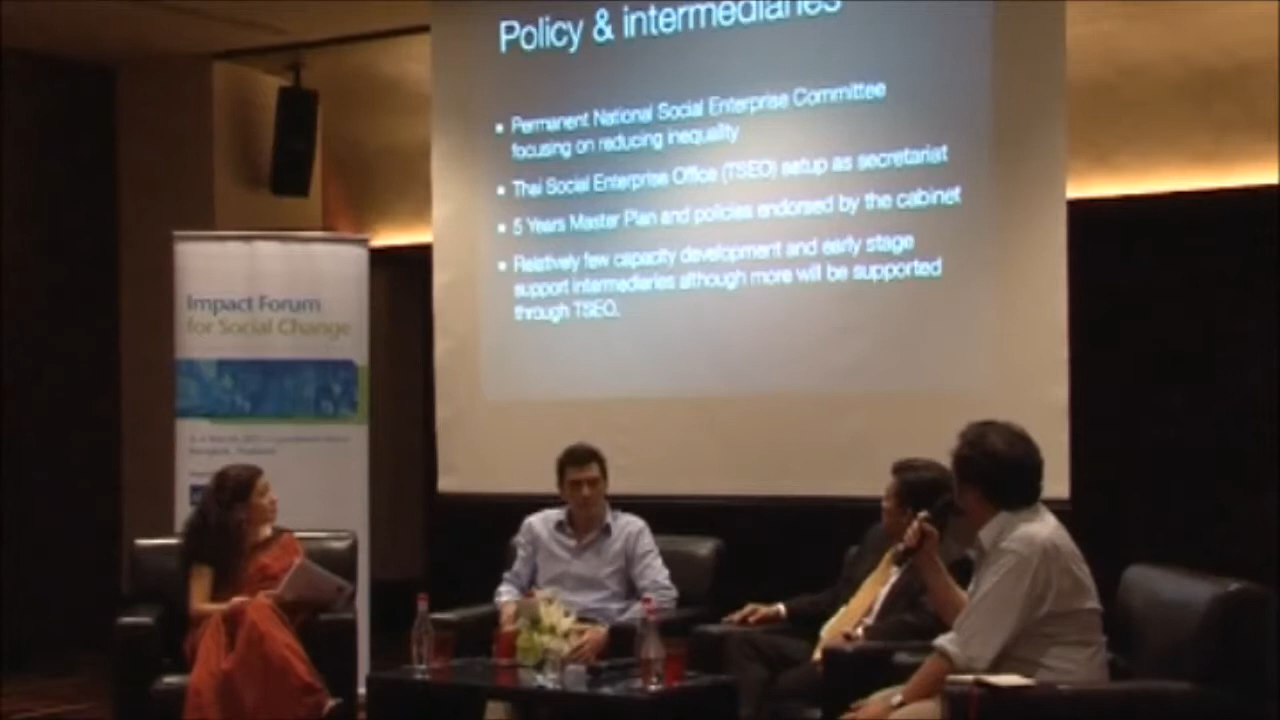 Policy & intermediaries
Permanent National Social Enterprise Committee
focusing on reducing inequality
Thai Social Enterprise Office (TSEO) setup as secretariat
5 Years Master Plan and policies endorsed by the cabinet
Relatively few capacity development and early stage
support intermediaries although more will be supported
through TSEO.
Impact Forum
for Social Change
Bangkok, Thailand